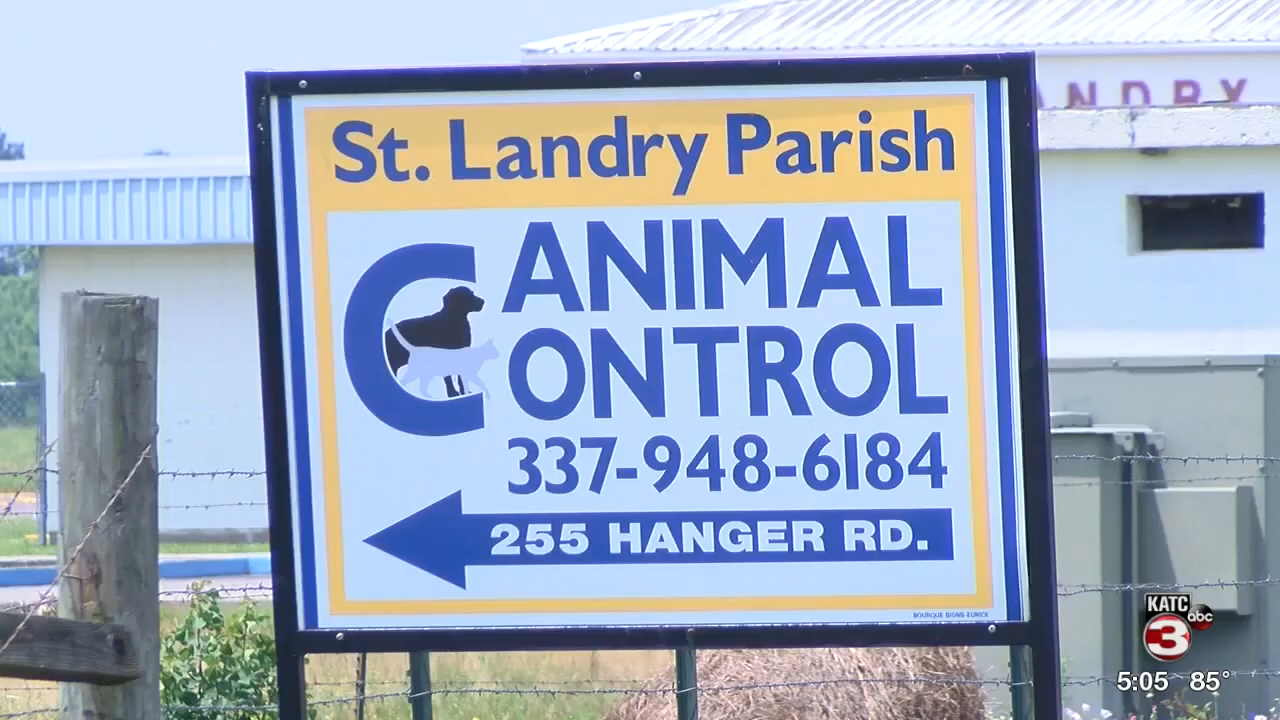 ANDRY
St. Landry Parish
ANIMAL
CONTROL
337-948-6184
255 HANGER RD.
BOURQUE SIGNS-EUNICE
KATC
abc
3
5:05 85°